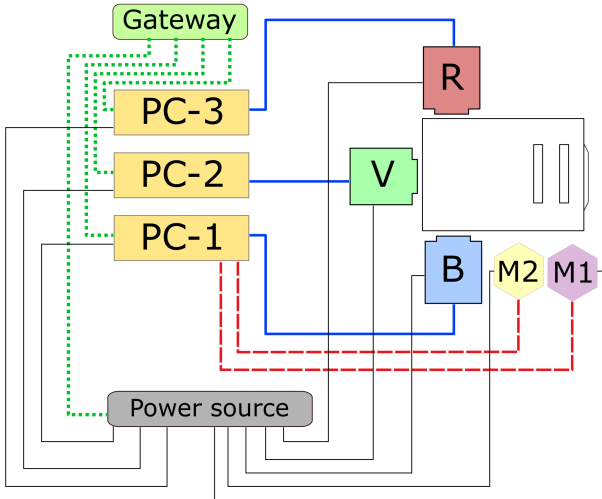 Gateway
PC-3
R
PC-2
V
PC-1
B
M2
M1
Power source